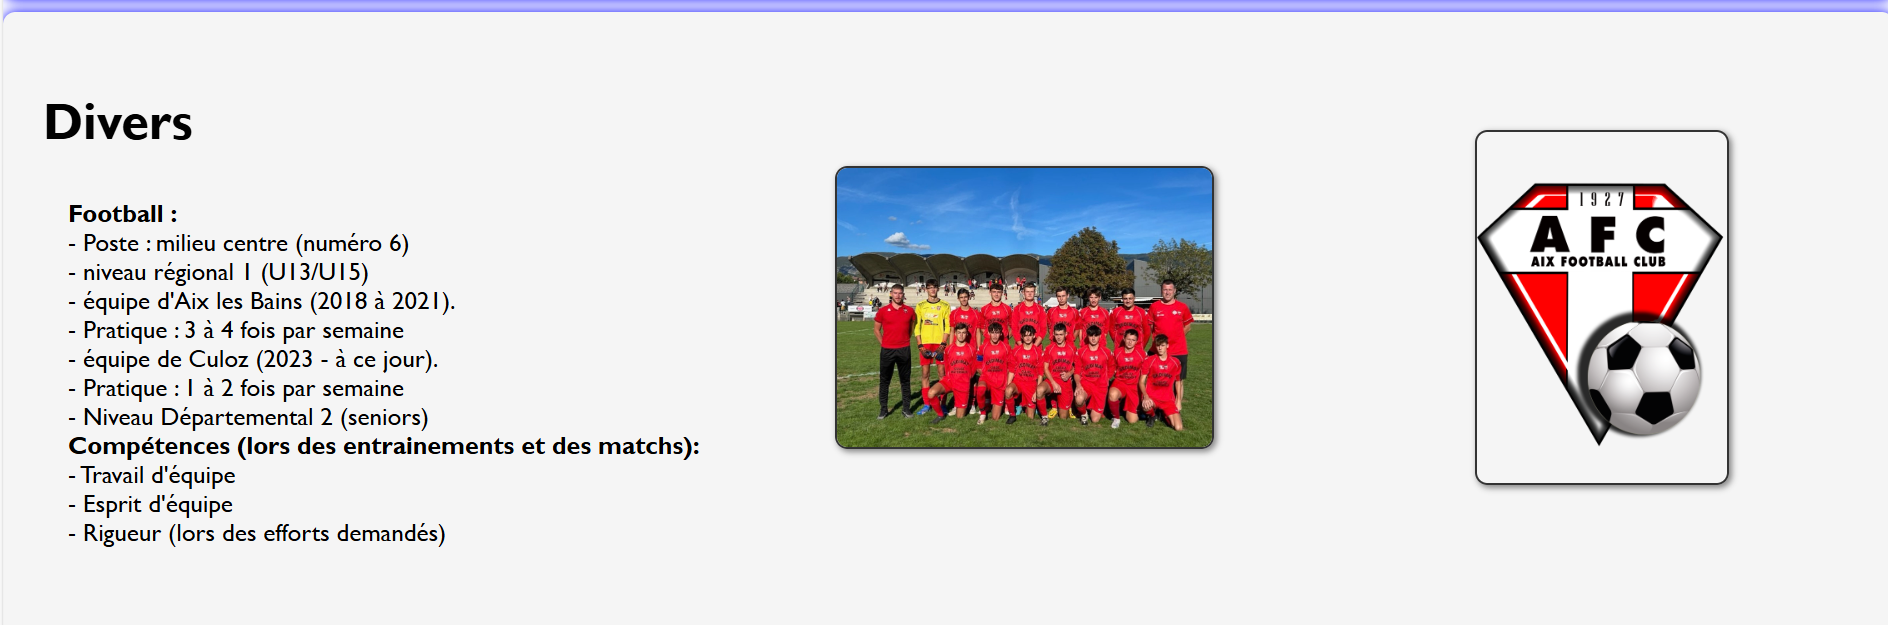 Divers
Football :
- Poste : milieu centre (numéro 6)
- niveau régional 1 (U13/U15)
- équipe d'Aix les Bains (2018 à 2021).
- Pratique : 3 à 4 fois par semaine
- équipe de Culoz (2023 - à ce jour).
- Pratique : 1 à 2 fois par semaine
- Niveau Départemental 2 (seniors)
Compétences (lors des entrainements et des matchs):
- Travail d'équipe
- Esprit d'équipe
- Rigueur (lors des efforts demandés)
1927
AFC
AIX FOOTBALL CLUB